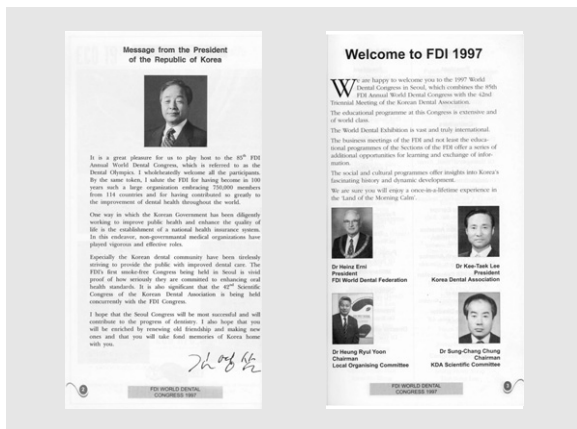 Message from the President
of the Republic of Korea
It is a great pleasure for us to play host to the 85th FDI
Annual World Dental Congress, which is referred to as the
Dental Olympics. I wholeheartedly welcome all the participants.
By the same token, I salute the FDI for having become in 100
years such a large organization embracing 750,000 members
from 114 countries and for having contributed so greatly to
the improvement of dental health throughout the world.
One way in which the Korean Government has been diligently
working to improve public health and enhance the quality of
life is the establishment of a national health insurance system.
In this endeavor, non-governmental medical organizations have
played vigorous and effective roles.
Especially the Korean dental community have been tirelessly
striving to provide the public with improved dental care. The
FDI's first smoke-free Congress being held in Seoul is vivid
proof of how seriously they are committed to enhancing oral
health standards. It is also significant that the 42nd Scientific
Congress of the Korean Dental Association is being held
concurrently with the FDI Congress.
I hope that the Seoul Congress will be most successful and will
contribute to the progress of dentistry. I also hope that you
will be enriched by renewing old friendship and making new
ones and that you will take fond memories of Korea home
with you.
김영삼
FDI WORLD DENTAL
CONGRESS 1997
Welcome to FDI 1997
We are happy to welcome you to the 1997 World
Dental Congress in Seoul, which combines the 85th
FDI Annual World Dental Congress with the 42nd
Triennial Meeting of the Korean Dental Association.
The educational programme at this Congress is extensive and
of world class.
The World Dental Exhibition is vast and truly international.
The business meetings of the FDI and not least the educa-
tional programmes of the Sections of the FDI offer a series of
additional opportunities for learning and exchange of infor-
mation.
The social and cultural programmes offer insights into Korea's
fascinating history and dynamic development.
We are sure you will enjoy a once-in-a-lifetime experience in
the 'Land of the Morning Calm'.
Dr Heinz Erni
President
FDI World Dental Federation
Dr Kee-Taek Lee
President
Korea Dental Association
Dr Heung Ryul Yoon
Chairman
Local Organising Committee
Dr Sung-Chang Chung
Chairman
KDA Scientific Committee
FDI WORLD DENTAL
CONGRESS 1997